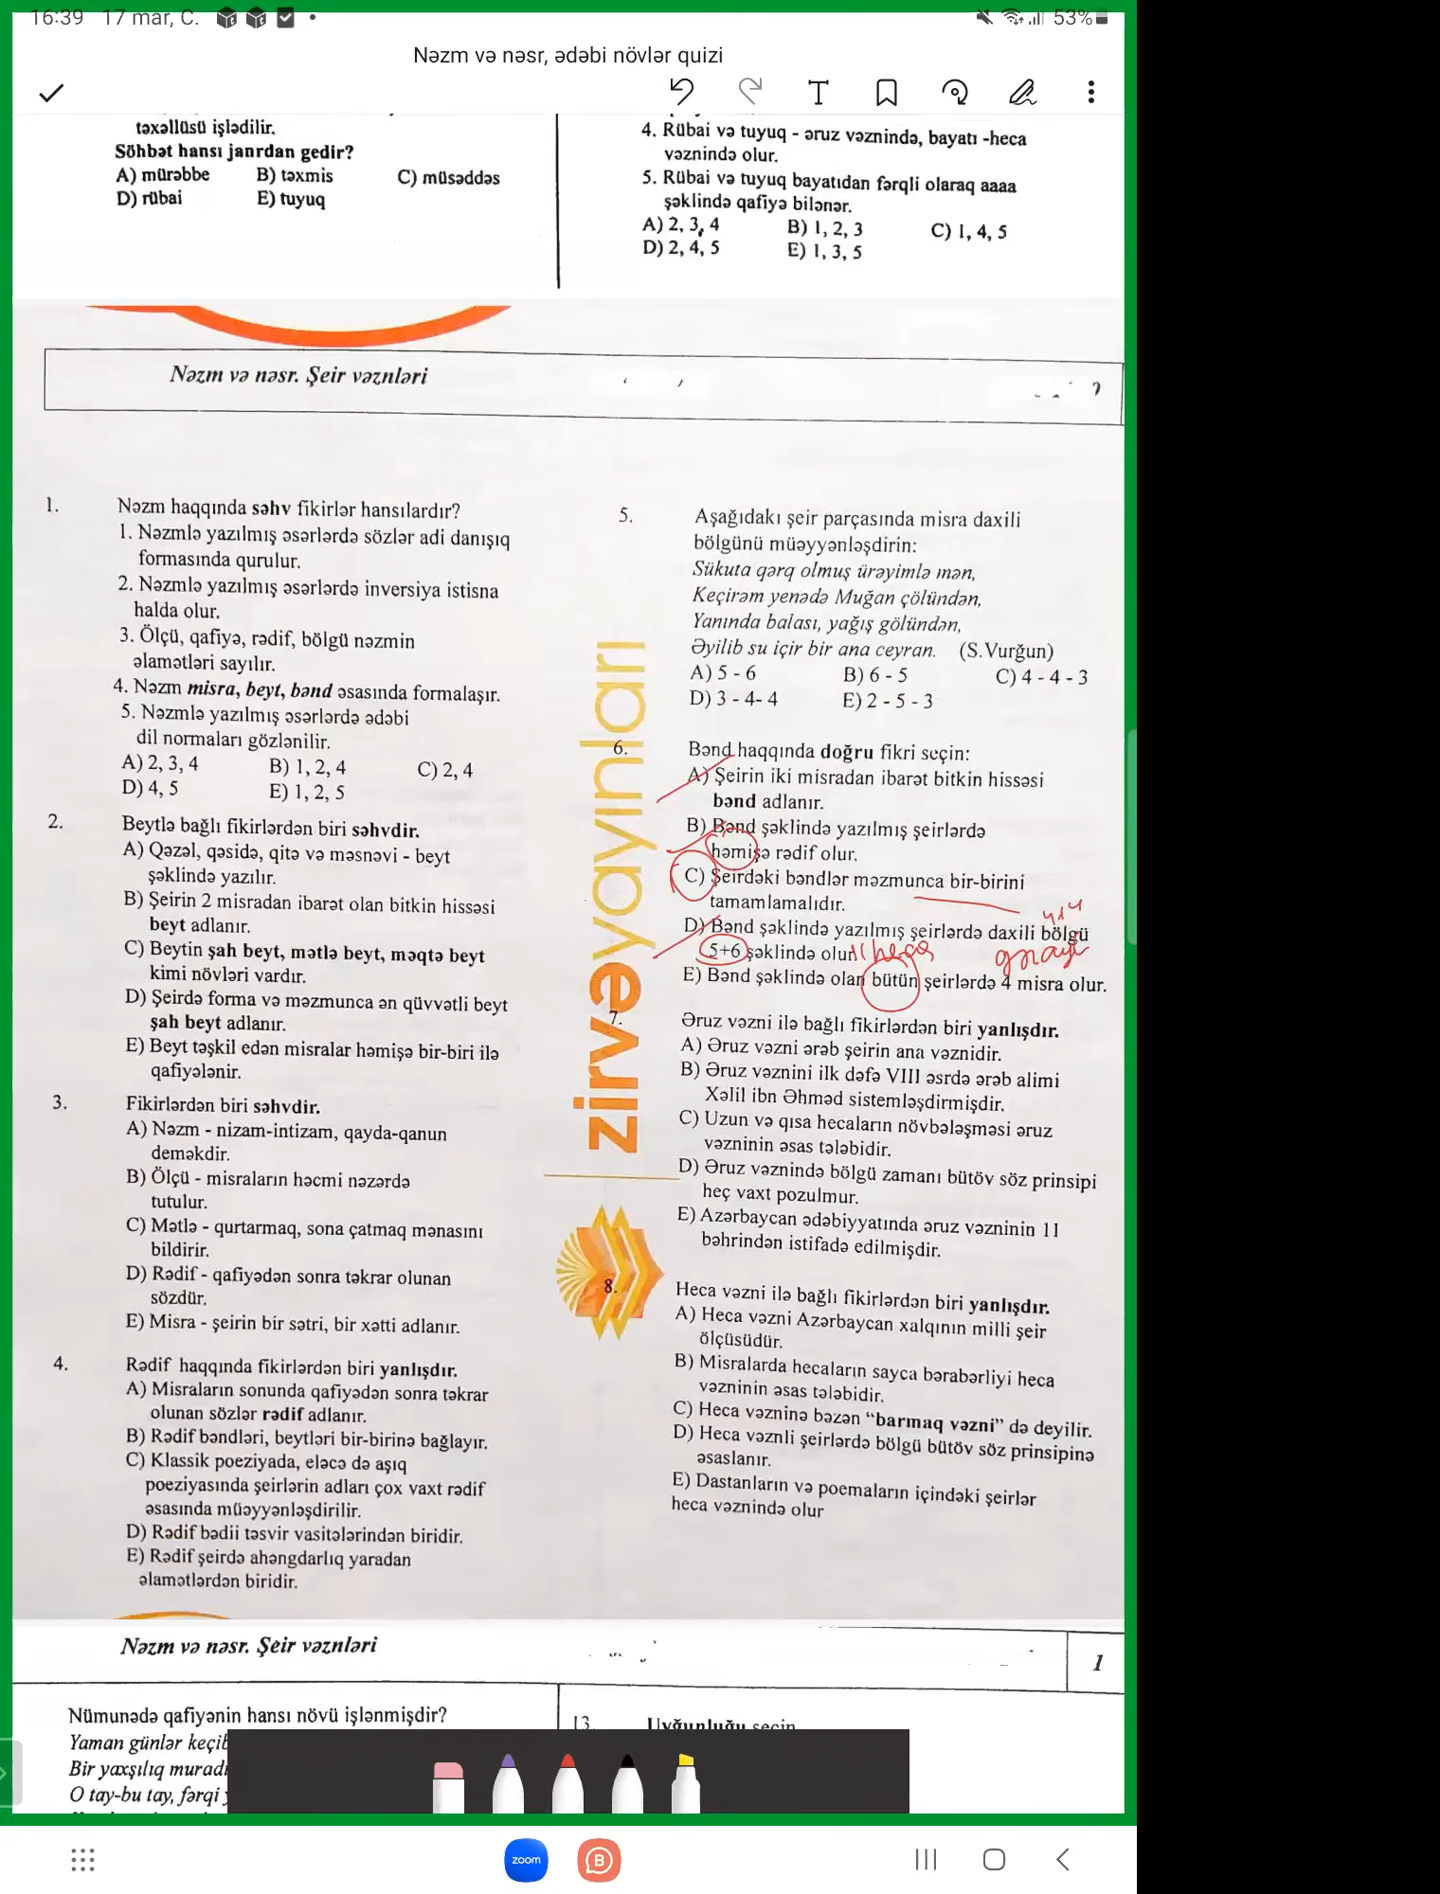 16:39 17 mar, C. •
53%
Nəzm və nəsr, ədəbi növlər quizi
T
təxəllüsü işlədilir.
Söhbət hansı janrdan gedir?
A) mürəbbe B) təxmis C) müsəddəs
D) rübai E) tuyuq
4. Rübai və tuyuq - əruz vəznində, bayatı -heca
vəznində olur.
5. Rübai və tuyuq bayatıdan fərqli olaraq aaaa
şəklində qafiyə bilənər.
A) 2, 3, 4 B) 1, 2, 3 C) 1, 4, 5
D) 2, 4, 5 E) 1, 3, 5
Nəzm və nəsr. Şeir vəznləri
1. Nəzm haqqında səhv fikirlər hansılardır?
1. Nəzmlə yazılmış əsərlərdə sözlər adi danışıq
formasında qurulur.
2. Nəzmlə yazılmış əsərlərdə inversiya istisna
halda olur.
3. Ölçü, qafiyə, rədif, bölgü nəzmin
əlamətləri sayılır.
4. Nəzm misra, beyt, bənd əsasında formalaşır.
5. Nəzmlə yazılmış əsərlərdə ədəbi
dil normaları gözlənilir.
A) 2, 3, 4 B) 1, 2, 4 C) 2, 4
D) 4, 5 E) 1, 2, 5
2. Beytlə bağlı fikirlərdən biri səhvdir.
A) Qəzəl, qəsidə, qitə və məsnəvi - beyt
şəklində yazılır.
B) Şeirin 2 misradan ibarət olan bitkin hissəsi
beyt adlanır.
C) Beytin şah beyt, mətlə beyt, məqtə beyt
kimi növləri vardır.
D) Şeirdə forma və məzmunca ən qüvvətli beyt
şah beyt adlanır.
E) Beyt təşkil edən misralar həmişə bir-biri ilə
qafiyələnir.
3. Fikirlərdən biri səhvdir.
A) Nəzm - nizam-intizam, qayda-qanun
deməkdir.
B) Ölçü - misraların həcmi nəzərdə
tutulur.
C) Mətlə - qurtarmaq, sona çatmaq mənasını
bildirir.
D) Rədif - qafiyədən sonra təkrar olunan
sözdür.
E) Misra - şeirin bir sətri, bir xətti adlanır.
4. Rədif haqqında fikirlərdən biri yanlışdır.
A) Misraların sonunda qafiyədən sonra təkrar
olunan sözlər rədif adlanır.
B) Rədif bəndləri, beytləri bir-birinə bağlayır.
C) Klassik poeziyada, eləcə də aşıq
poeziyasında şeirlərin adları çox vaxt rədif
əsasında müəyyənləşdirilir.
D) Rədif bədii təsvir vasitələrindən biridir.
E) Rədif şeirdə ahəngdarlıq yaradan
əlamətlərdən biridir.
zirvəyayınları
5. Aşağıdakı şeir parçasında misra daxili
bölgünü müəyyənləşdirin:
Sükuta qərq olmuş ürəyimlə mən,
Keçirəm yenədə Muğan çölündən,
Yanında balası, yağış gölündən,
Əyilib su içir bir ana ceyran. (S.Vurğun)
A) 5 - 6 B) 6 - 5 C) 4 - 4 - 3
D) 3 - 4- 4 E) 2 - 5 - 3
6. Bənd haqqında doğru fikri seçin:
A) Şeirin iki misradan ibarət bitkin hissəsi
bənd adlanır.
B) Bənd şəklində yazılmış şeirlərdə
həmişə rədif olur.
C) Şeirdəki bəndlər məzmunca bir-birini
tamamlamalıdır.
4+4
D) Bənd şəklində yazılmış şeirlərdə daxili bölgü
5+6 şəklində olur. heca gəraylı
E) Bənd şəklində olan bütün şeirlərdə 4 misra olur.
7. Əruz vəzni ilə bağlı fikirlərdən biri yanlışdır.
A) Əruz vəzni ərəb şeirin ana vəznidir.
B) Əruz vəznini ilk dəfə VIII əsrdə ərəb alimi
Xəlil ibn Əhməd sistemləşdirmişdir.
C) Uzun və qısa hecaların növbələşməsi əruz
vəzninin əsas tələbidir.
D) Əruz vəznində bölgü zamanı bütöv söz prinsipi
heç vaxt pozulmur.
E) Azərbaycan ədəbiyyatında əruz vəzninin 11
bəhrindən istifadə edilmişdir.
8. Heca vəzni ilə bağlı fikirlərdən biri yanlışdır.
A) Heca vəzni Azərbaycan xalqının milli şeir
ölçüsüdür.
B) Misralarda hecaların sayca bərabərliyi heca
vəzninin əsas tələbidir.
C) Heca vəzninə bəzən “barmaq vəzni” də deyilir.
D) Heca vəznli şeirlərdə bölgü bütöv söz prinsipinə
əsaslanır.
E) Dastanların və poemaların içindəki şeirlər
heca vəznində olur
Nəzm və nəsr. Şeir vəznləri 1
Nümunədə qafiyənin hansı növü işlənmişdir?
Yaman günlər
Bir yaxşılıq
O tay-bu tay, fərqi
13. Uyğunluğu seçin
zoom
B